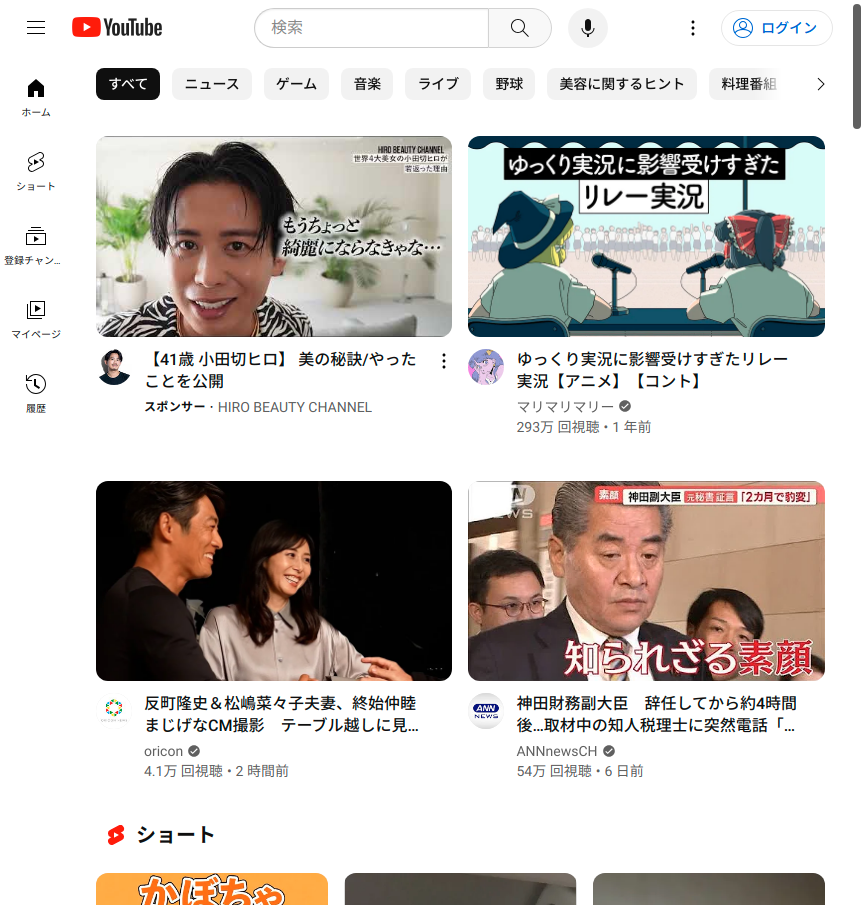 YouTube
検索
ログイン
ホーム
ショート
登録チャン...
マイページ
履歴
すべて
ニュース
ゲーム
音楽
ライブ
野球
美容に関するヒント
料理番組
HIRO BEAUTY CHANNEL
世界4大美女の小田切ヒロが
若返った理由
もうちょっと
綺麗にならなきゃな…
【41歳 小田切ヒロ】 美の秘訣/やった
ことを公開
スポンサー・HIRO BEAUTY CHANNEL
ゆっくり実況に影響受けすぎた
リレー実況
ゆっくり実況に影響受けすぎたリレー
実況【アニメ】【コント】
マリマリマリー
293万 回視聴・1 年前
反町隆史＆松嶋菜々子夫妻、終始仲睦
まじげなCM撮影　テーブル越しに見...
oricon
4.1万 回視聴・2 時間前
素顔 神田副大臣 元秘書証言「2カ月で豹変」
知られざる素顔
ANN
NEWS
神田財務副大臣　辞任してから約4時間
後…取材中の知人税理士に突然電話「...
ANNnewsCH
54万 回視聴・6 日前
ショート
かぼちゃ